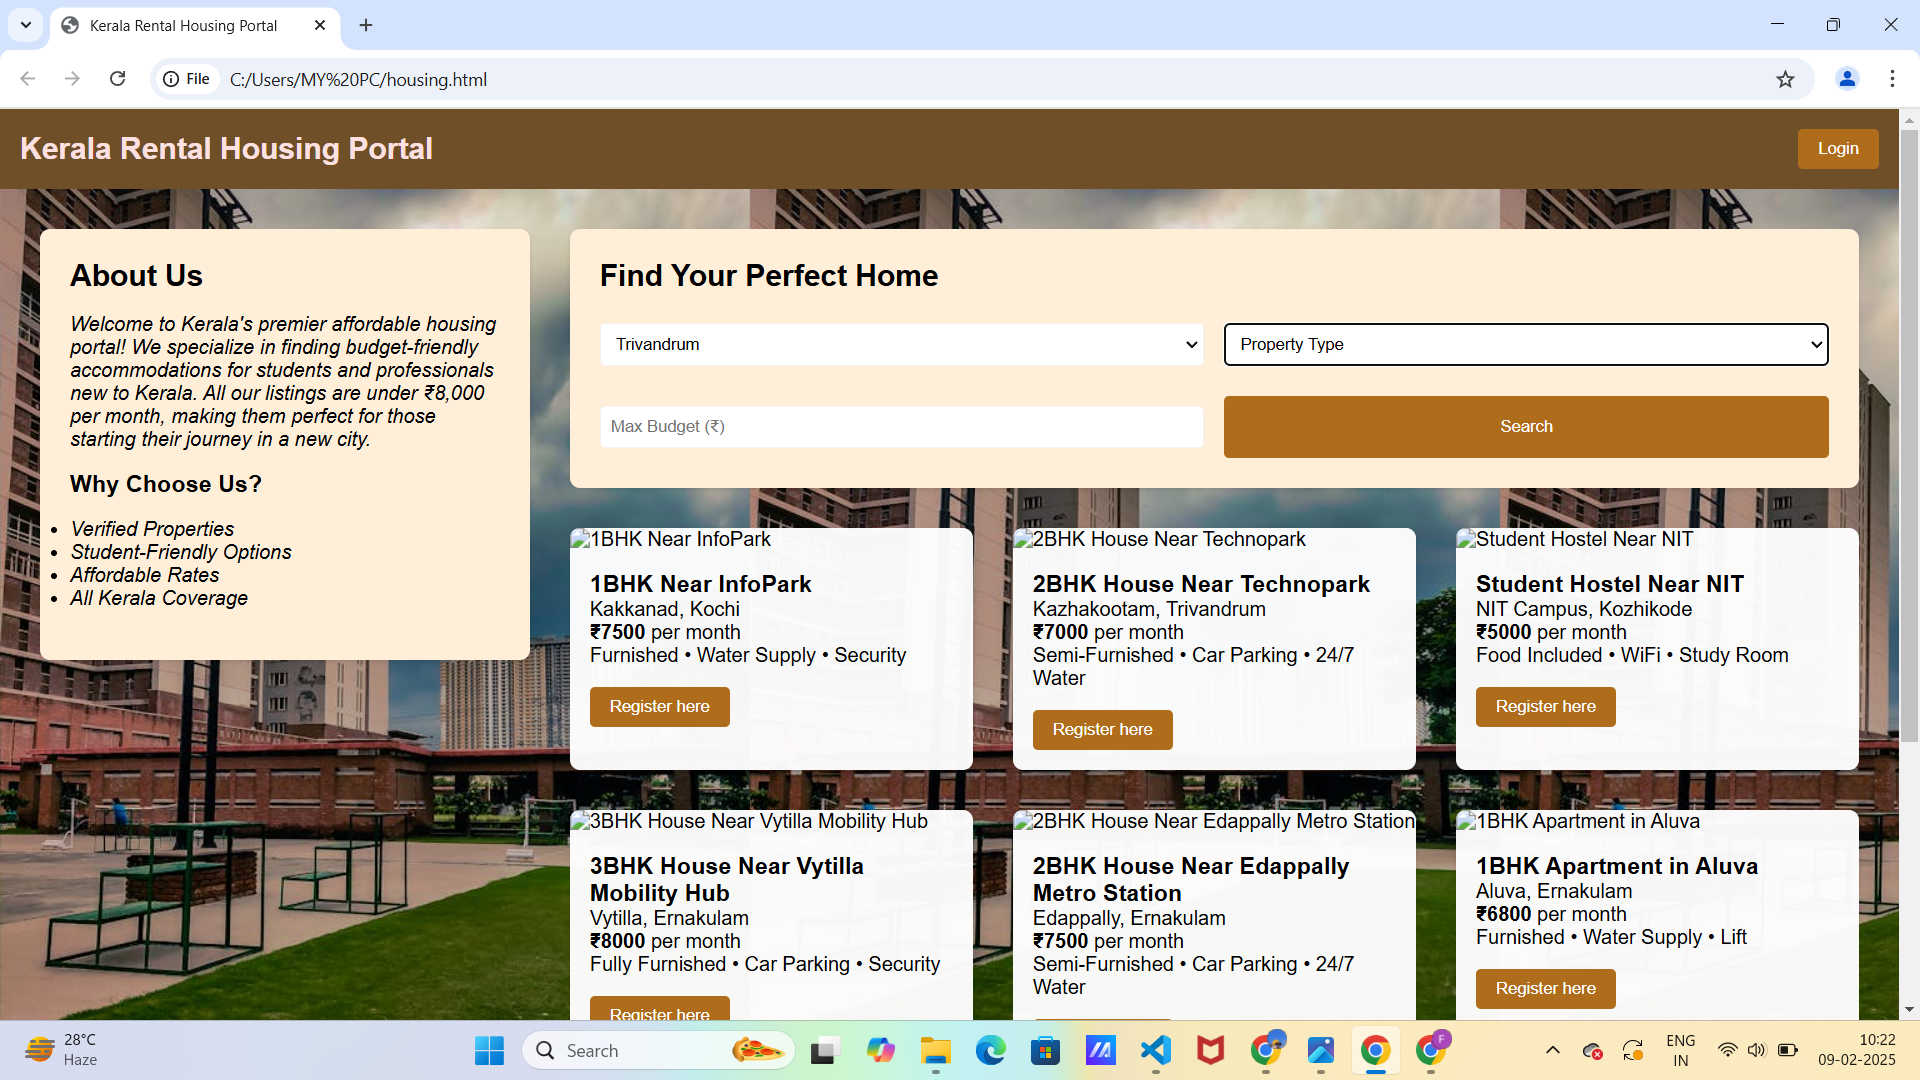 Kerala Rental Housing Portal
File
C:/Users/MY%20PC/housing.html
Kerala Rental Housing Portal
Login
About Us
Welcome to Kerala's premier affordable housing
portal! We specialize in finding budget-friendly
accommodations for students and professionals
new to Kerala. All our listings are under ₹8,000
per month, making them perfect for those
starting their journey in a new city.
Why Choose Us?
• Verified Properties
• Student-Friendly Options
• Affordable Rates
• All Kerala Coverage
Find Your Perfect Home
Trivandrum
Property Type
Max Budget (₹)
Search
1BHK Near InfoPark
1BHK Near InfoPark
Kakkanad, Kochi
₹7500 per month
Furnished • Water Supply • Security
Register here
2BHK House Near Technopark
2BHK House Near Technopark
Kazhakootam, Trivandrum
₹7000 per month
Semi-Furnished • Car Parking • 24/7
Water
Register here
Student Hostel Near NIT
Student Hostel Near NIT
NIT Campus, Kozhikode
₹5000 per month
Food Included • WiFi • Study Room
Register here
3BHK House Near Vytilla Mobility Hub
3BHK House Near Vytilla
Mobility Hub
Vytilla, Ernakulam
₹8000 per month
Fully Furnished • Car Parking • Security
Register here
2BHK House Near Edappally Metro Station
2BHK House Near Edappally
Metro Station
Edappally, Ernakulam
₹7500 per month
Semi-Furnished • Car Parking • 24/7
Water
1BHK Apartment in Aluva
1BHK Apartment in Aluva
Aluva, Ernakulam
₹6800 per month
Furnished • Water Supply • Lift
Register here
28°C
Haze
Search
F
ENG
IN
10:22
09-02-2025